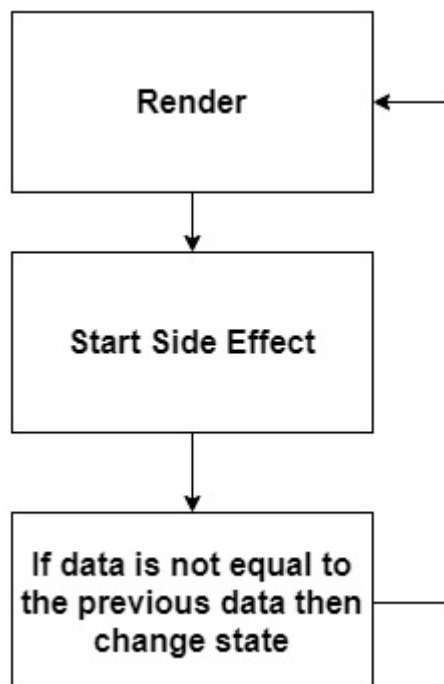 Render
Start Side Effect
If data is not equal to
the previous data then
change state